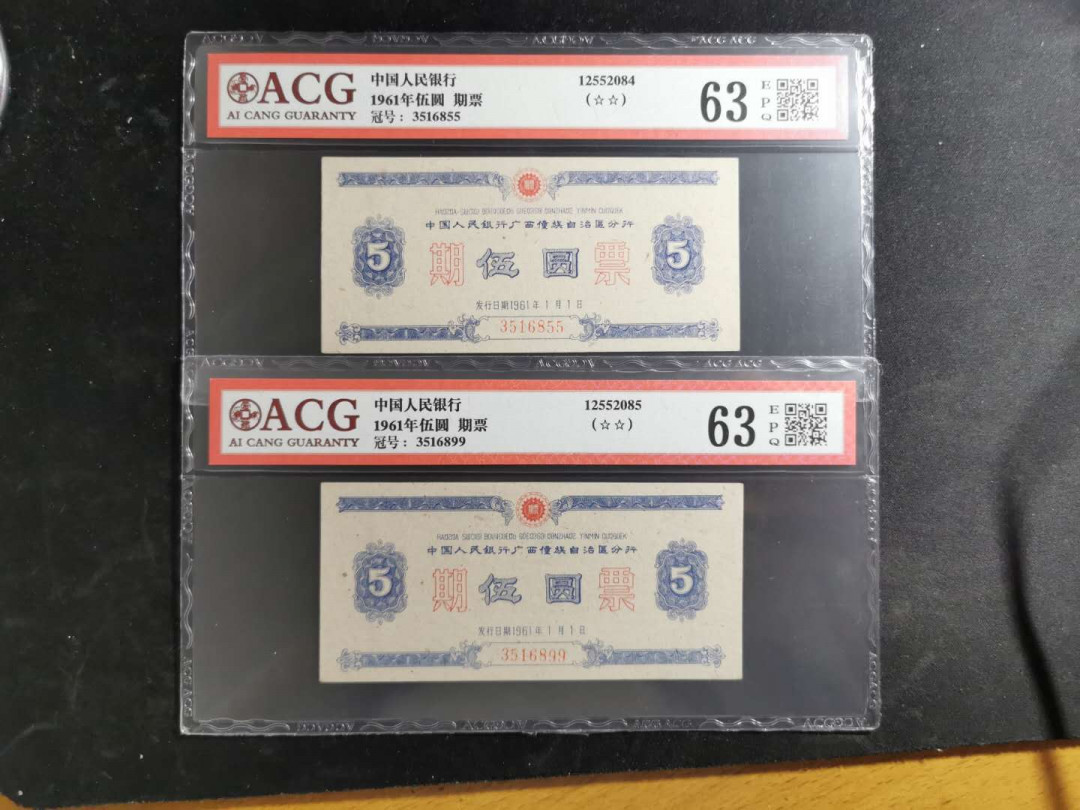 ACG
AI CANG GUARANTY
中国人民银行
1961年伍圆 期票
冠号: 3516855
12552084
(☆☆)
63
E
P
Q
中国人民银行广西僮族自治區分行
5 期 伍 圆 票 5
发行日期1961年1月1日
3516855
ACG
AI CANG GUARANTY
中国人民银行
1961年伍圆 期票
冠号: 3516899
12552085
(☆☆)
63
E
P
Q
中国人民银行广西僮族自治區分行
5 期 伍 圆 票 5
发行日期1961年1月1日
3516899